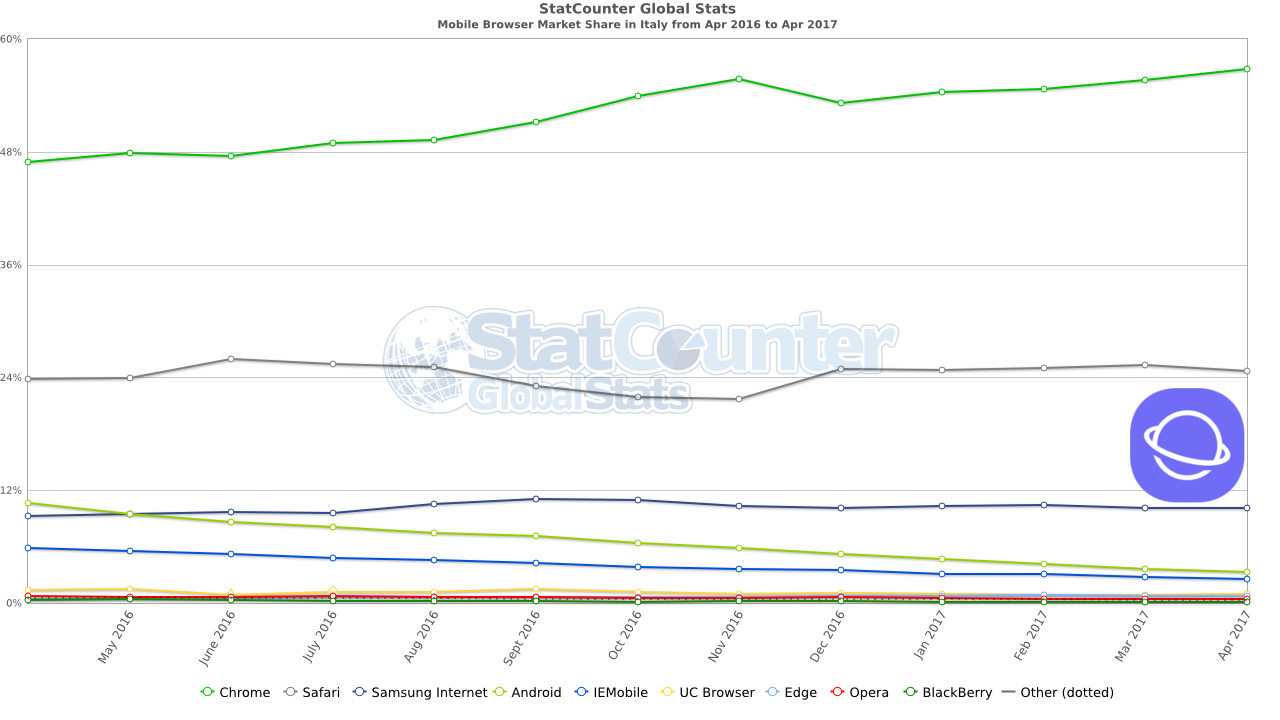 StatCounter Global Stats
Mobile Browser Market Share in Italy from Apr 2016 to Apr 2017
60%
48%
36%
24%
12%
0%
StatCounter
GlobalStats
May 2016
June 2016
July 2016
Aug 2016
Sept 2016
Oct 2016
Nov 2016
Dec 2016
Jan 2017
Feb 2017
Mar 2017
Apr 2017
Chrome Safari Samsung Internet Android IEMobile UC Browser Edge Opera BlackBerry Other (dotted)